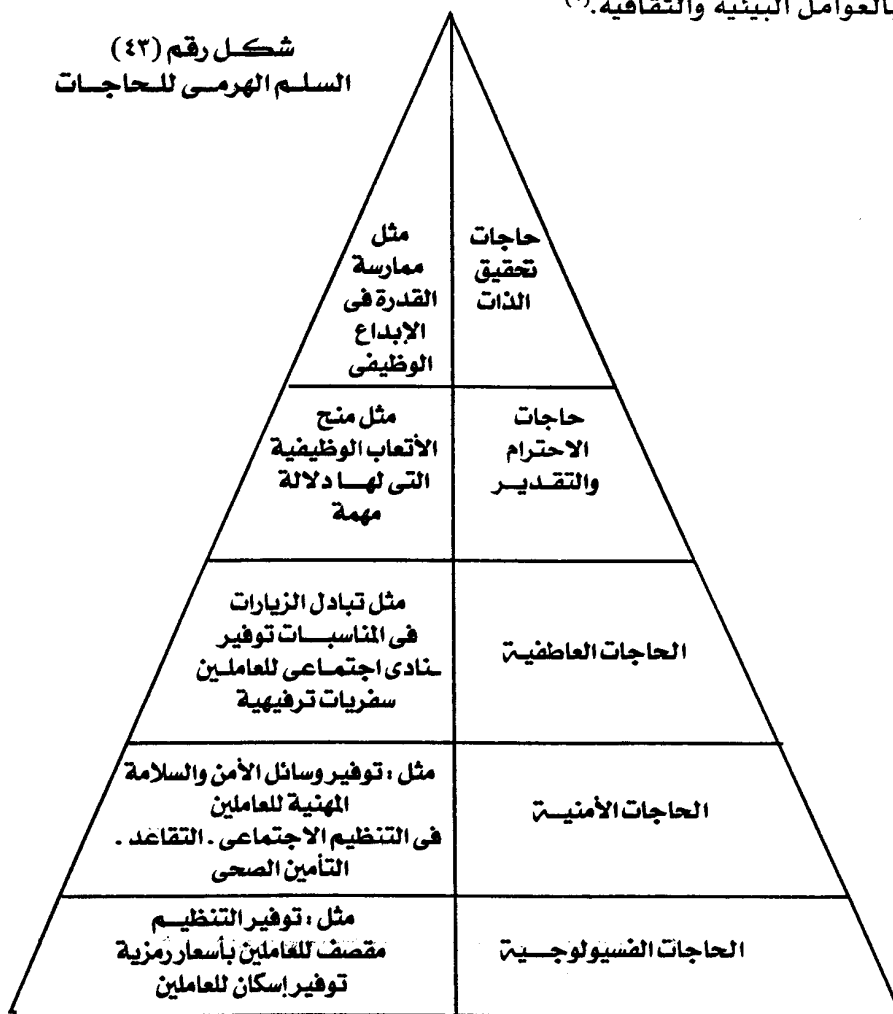 بالعوامل البيئية والثقافية.
شكل رقم (٤٣)
السلم الهرمى للحاجات
حاجات
تحقيق
الذات
مثل
ممارسة
القدرة فى
الإبداع
الوظيفى
حاجات
الاحترام
والتقدير
مثل منح
الأتعاب الوظيفية
التى لها دلالة
مهمة
الحاجات العاطفية
مثل تبادل الزيارات
فى المناسبات توفير
نادى اجتماعى للعاملين
سفريات ترفيهية
الحاجات الأمنية
مثل : توفير وسائل الأمن والسلامة
المهنية للعاملين
فى التنظيم الاجتماعى . التقاعد .
التأمين الصحى
الحاجات الفسيولوجية
مثل : توفير التنظيم
مقصف للعاملين بأسعار رمزية
توفير إسكان للعاملين